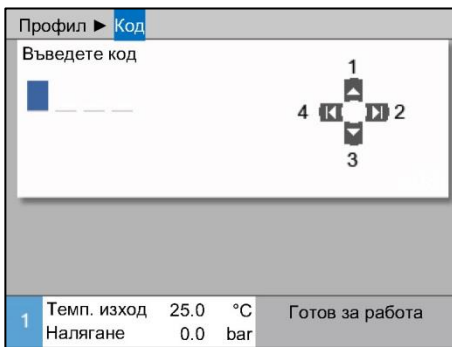 Профил ► Код
Въведете код
1
4 2
3
1
Темп. изход 25.0 °C
Налягане 0.0 bar
Готов за работа